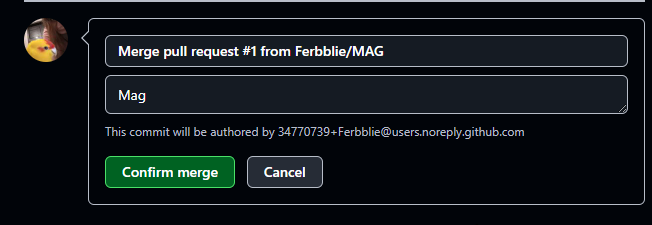 Merge pull request #1 from Ferbblie/MAG
Mag
This commit will be authored by 34770739+Ferbblie@users.noreply.github.com
Confirm merge
Cancel